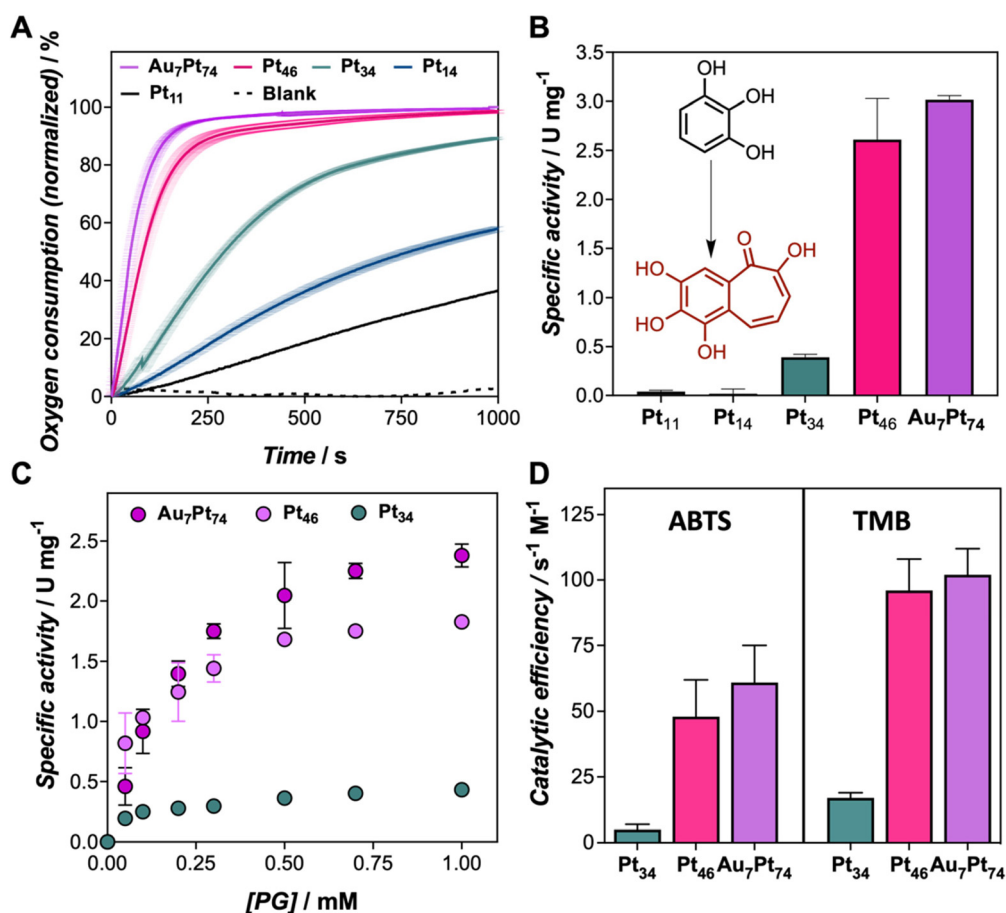 A
Oxygen consumption (normalized) / %
Au₇Pt₇₄ Pt₄₆ Pt₃₄ Pt₁₄
Pt₁₁ Blank
100
80
60
40
20
0
0 250 500 750 1000
Time / s
B
Specific activity / U mg⁻¹
3.5
3.0
2.5
2.0
1.5
1.0
0.5
0.0
OH
OH
OH
O
OH
HO
HO
OH
Pt₁₁ Pt₁₄ Pt₃₄ Pt₄₆ Au₇Pt₇₄
C
Specific activity / U mg⁻¹
Au₇Pt₇₄ Pt₄₆ Pt₃₄
2.5
2.0
1.5
1.0
0.5
0.0
0.00 0.25 0.50 0.75 1.00
[PG] / mM
D
Catalytic efficiency / s⁻¹ M⁻¹
ABTS TMB
125
100
75
50
25
0
Pt₃₄ Pt₄₆ Au₇Pt₇₄ Pt₃₄ Pt₄₆ Au₇Pt₇₄